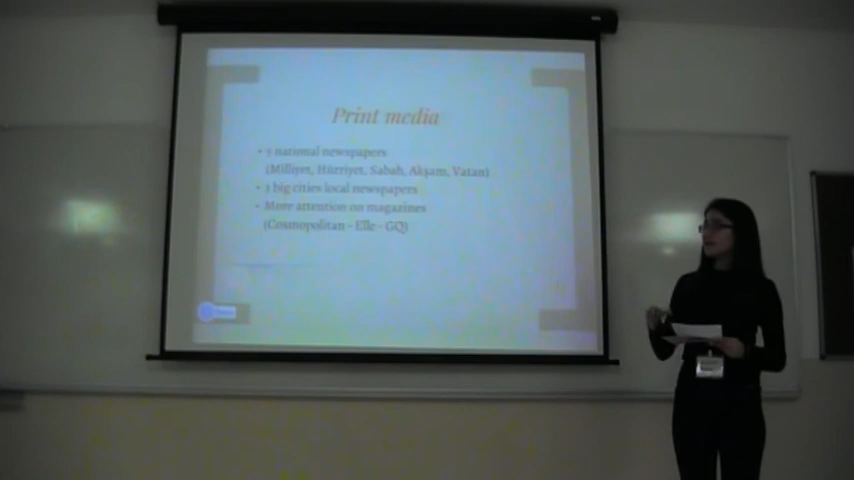 Print media
• 5 national newspapers
(Milliyet, Hürriyet, Sabah, Akşam, Vatan)
• 3 big cities local newspapers
• More attention on magazines
(Cosmopolitan - Elle - GQ)